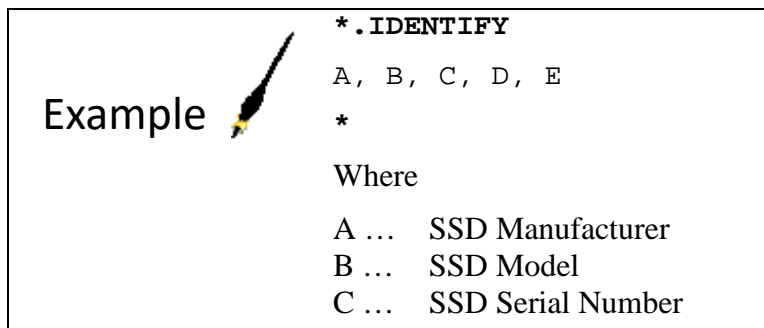 Example
*.IDENTIFY
A, B, C, D, E
*
Where
A … SSD Manufacturer
B … SSD Model
C … SSD Serial Number